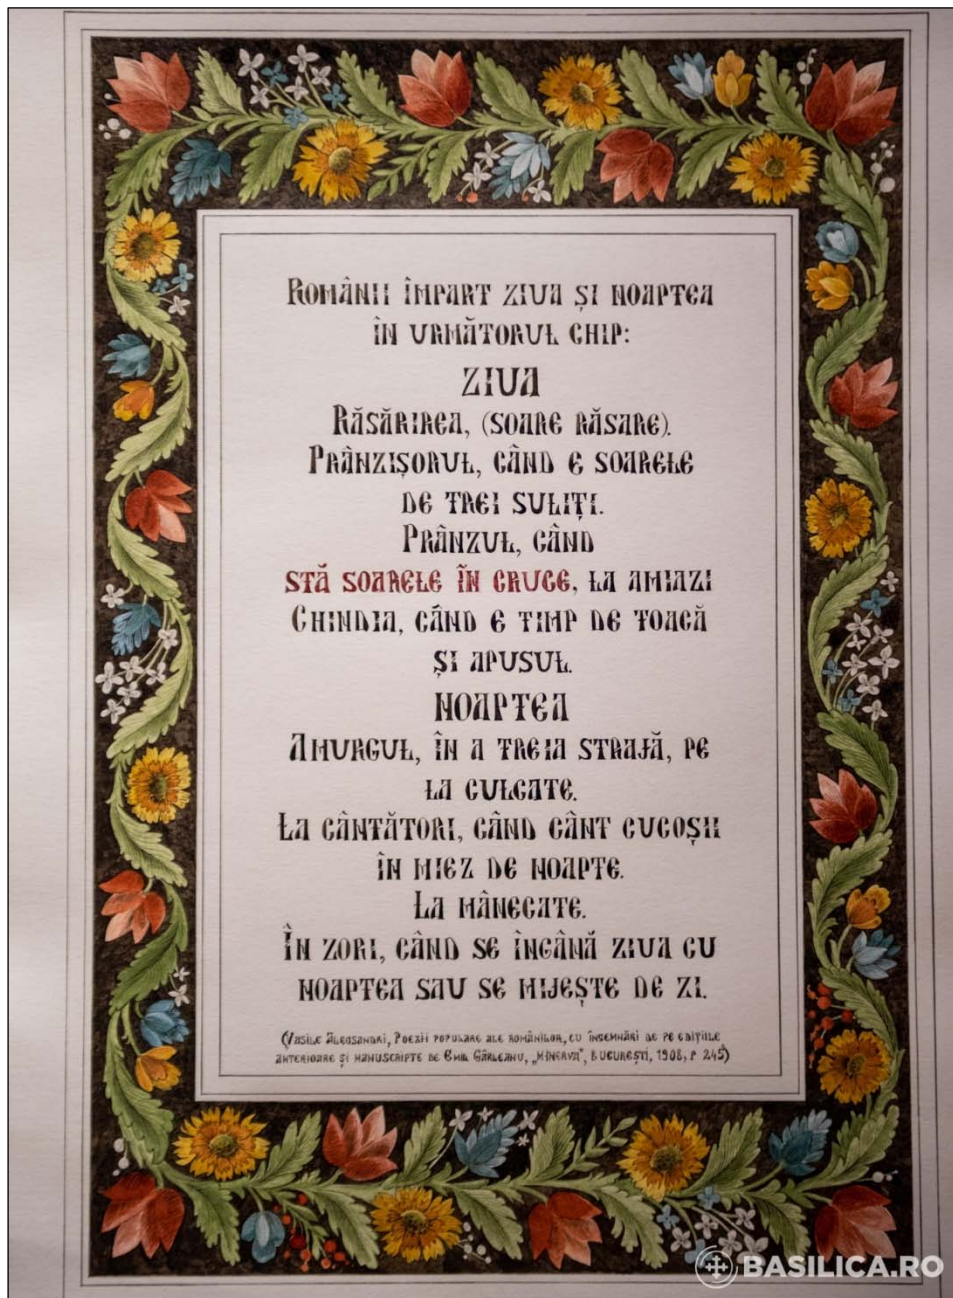 Românii împart ziua și noaptea
în următorul chip:
ZIUA
Răsărirea, (soare răsare).
Prânzișorul, când e soarele
de trei suliți.
Prânzul, când
stă soarele în cruce, la amiazi
Chindia, când e timp de toacă
și apusul.
NOAPTEA
Amurgul, în a treia strajă, pe
la culcate.
La cântători, când cânt cucoșii
în miez de noapte.
La mânecate.
În zori, când se îngână ziua cu
noaptea sau se mijește de zi.
(Vasile Alecsandri, Poezii populare ale românilor, cu însemnări de pe edițiile
anterioare și manuscripte de Emil Gârleanu, „Minerva", București, 1908, p 245)
BASILICA.RO